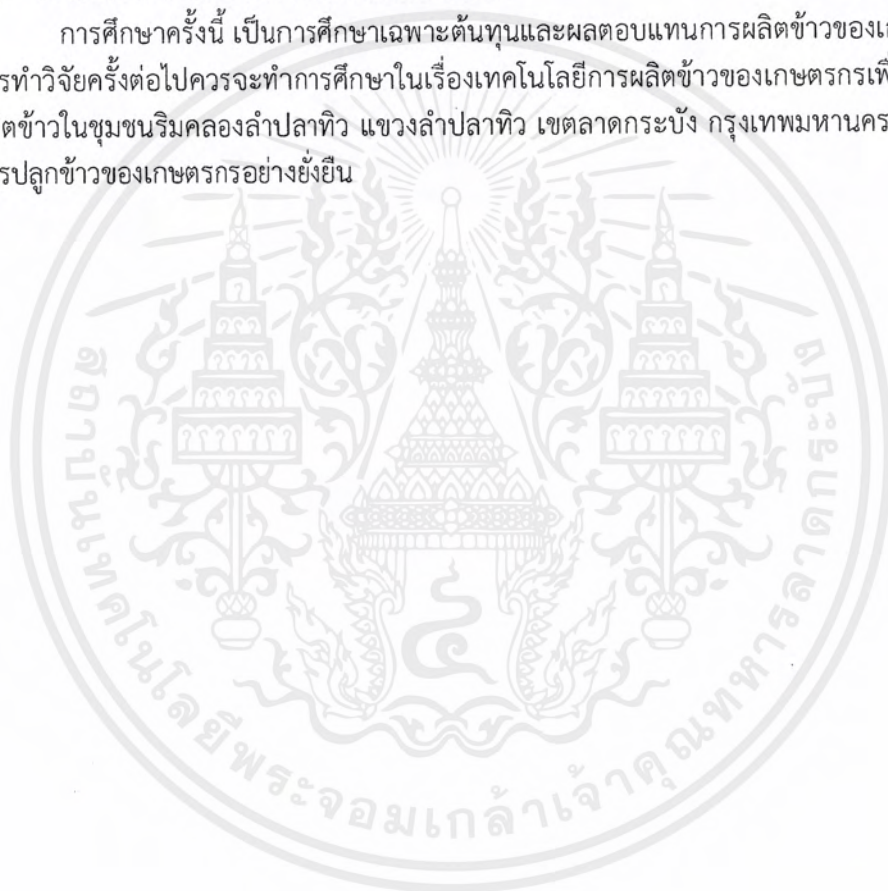 การศึกษาครั้งนี้ เป็นการศึกษาเฉพาะต้นทุนและผลตอบแทนการผลิตข้าวของเก
รทำวิจัยครั้งต่อไปควรจะทำการศึกษาในเรื่องเทคโนโลยีการผลิตข้าวของเกษตรกรเพื่
ตข้าวในชุมชนริมคลองลำปลาทิว แขวงลำปลาทิว เขตลาดกระบัง กรุงเทพมหานคร
รปลูกข้าวของเกษตรกรอย่างยั่งยืน
สถาบันเทคโนโลยีพระจอมเกล้าเจ้าคุณทหารลาดกระบัง
๔